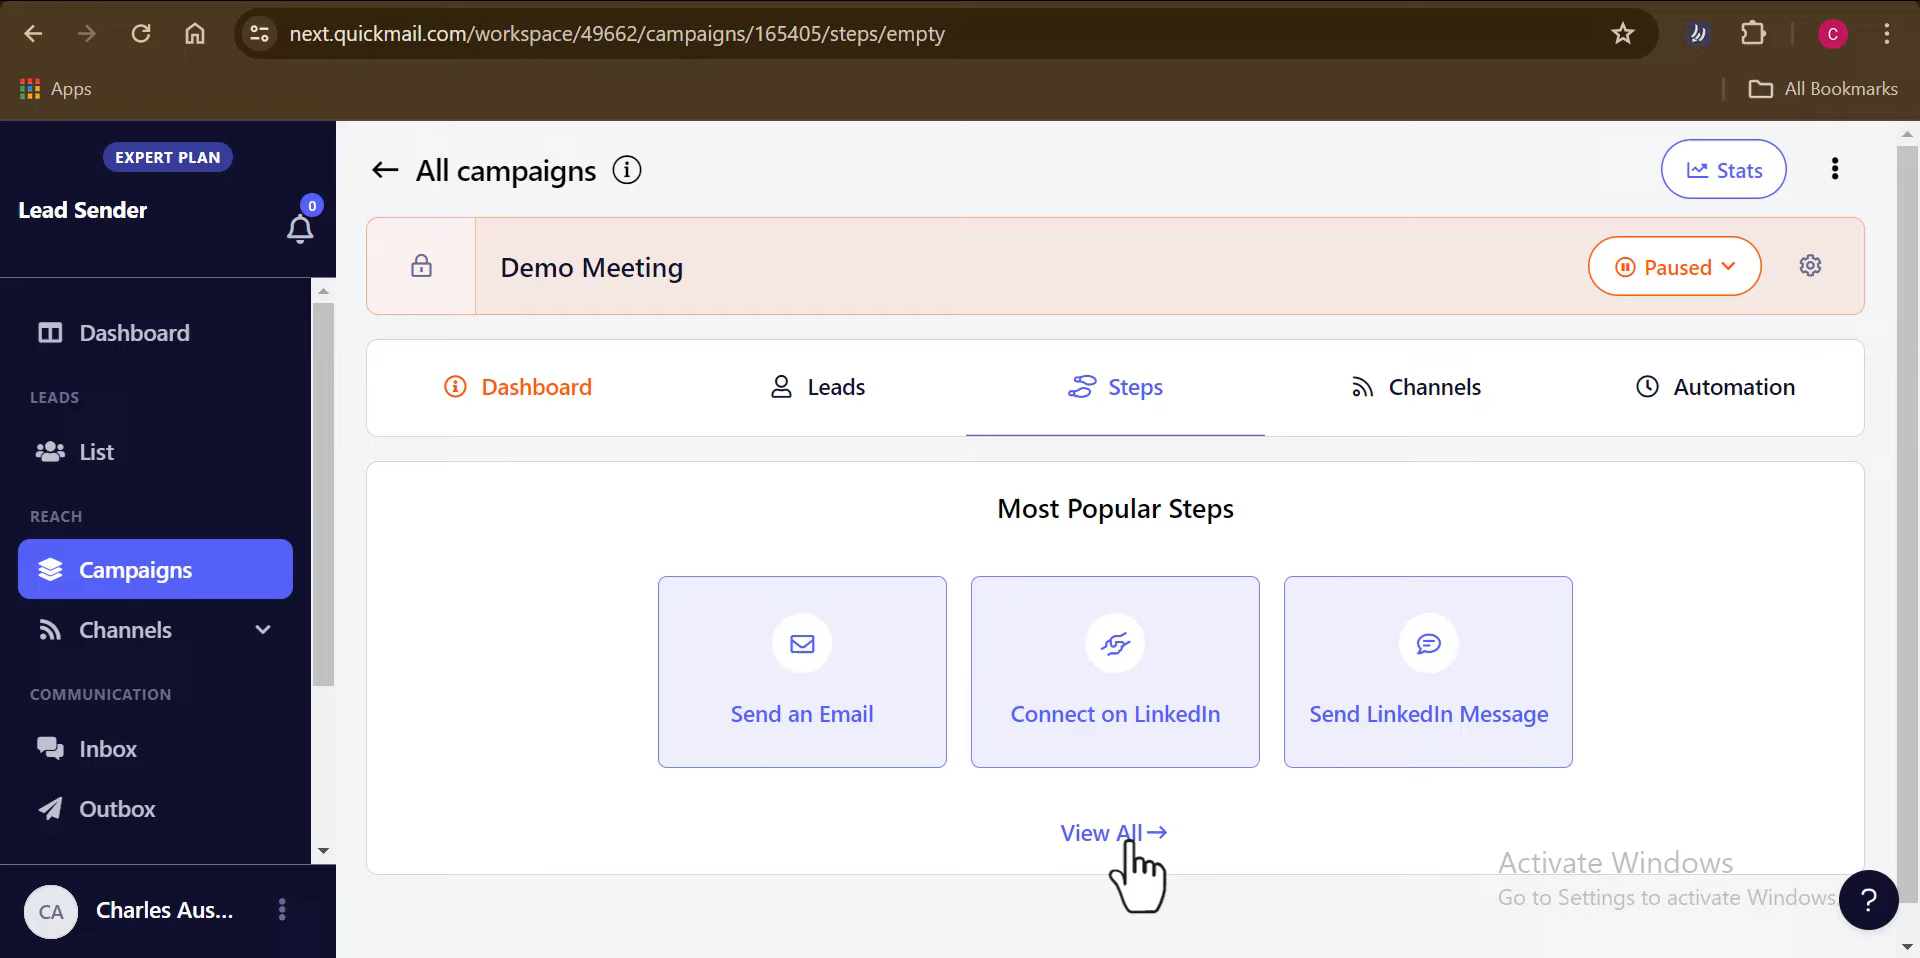 next.quickmail.com/workspace/49662/campaigns/165405/steps/empty
C
Apps
All Bookmarks
EXPERT PLAN
Lead Sender
0
Dashboard
LEADS
List
REACH
Campaigns
Channels
COMMUNICATION
Inbox
Outbox
CA
Charles Aus...
All campaigns
Stats
Demo Meeting
Paused
Dashboard
Leads
Steps
Channels
Automation
Most Popular Steps
Send an Email
Connect on LinkedIn
Send LinkedIn Message
View All
Activate Windows
Go to Settings to activate Windows.
?